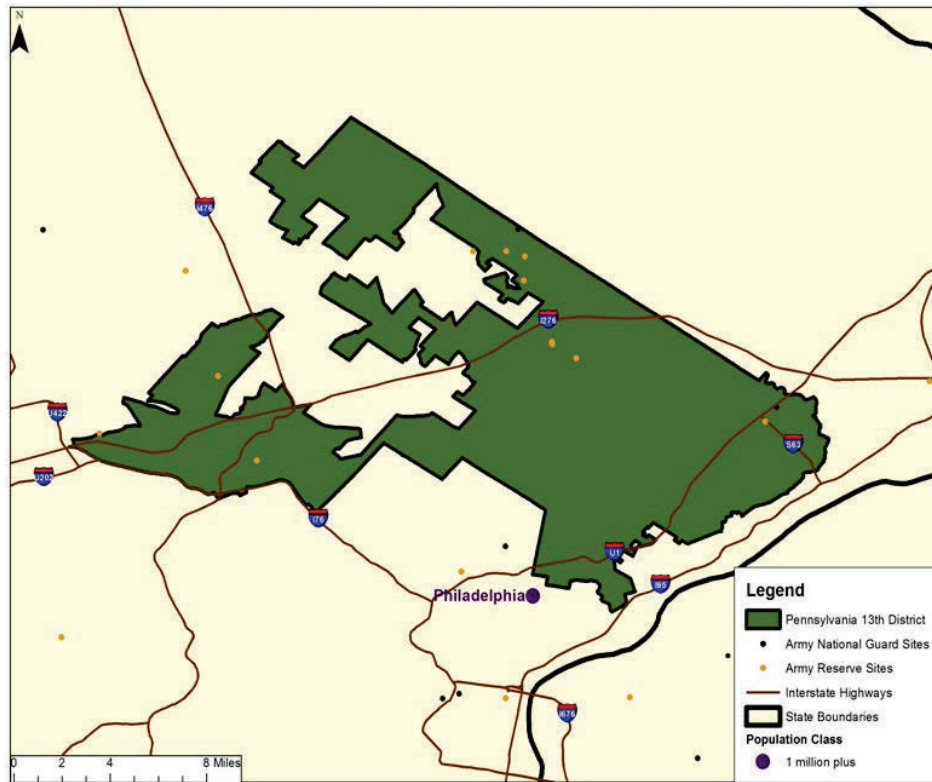 N
I476
I276
U422
U202
S63
I76
U1
I95
Philadelphia
I676
Legend
Pennsylvania 13th District
Army National Guard Sites
Army Reserve Sites
Interstate Highways
State Boundaries
Population Class
1 million plus
0 2 4 8 Miles